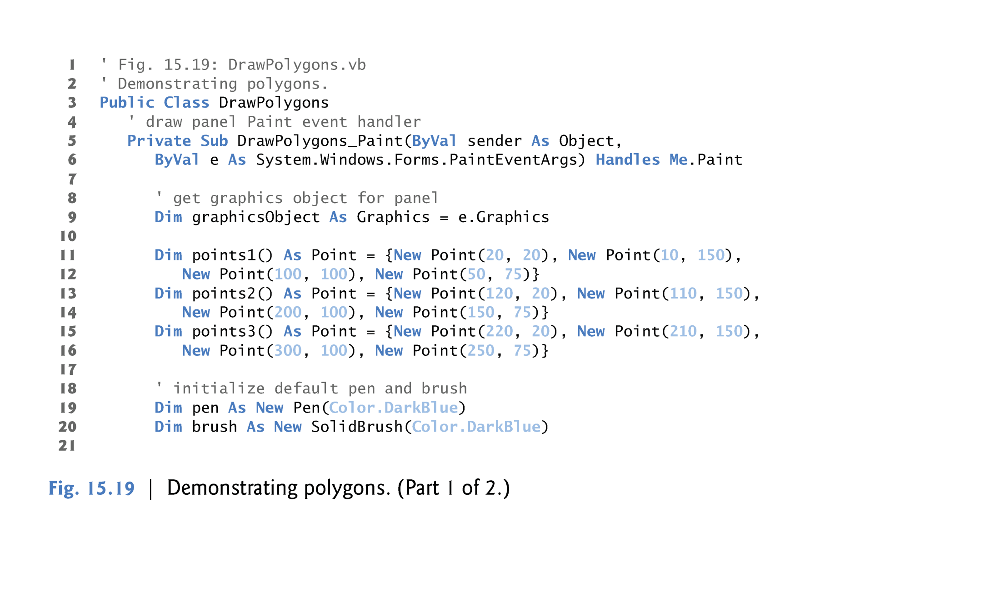 1 ' Fig. 15.19: DrawPolygons.vb
2 ' Demonstrating polygons.
3 Public Class DrawPolygons
4 ' draw panel Paint event handler
5 Private Sub DrawPolygons_Paint(ByVal sender As Object,
6 ByVal e As System.Windows.Forms.PaintEventArgs) Handles Me.Paint
7
8 ' get graphics object for panel
9 Dim graphicsObject As Graphics = e.Graphics
10
11 Dim points1() As Point = {New Point(20, 20), New Point(10, 150),
12 New Point(100, 100), New Point(50, 75)}
13 Dim points2() As Point = {New Point(120, 20), New Point(110, 150),
14 New Point(200, 100), New Point(150, 75)}
15 Dim points3() As Point = {New Point(220, 20), New Point(210, 150),
16 New Point(300, 100), New Point(250, 75)}
17
18 ' initialize default pen and brush
19 Dim pen As New Pen(Color.DarkBlue)
20 Dim brush As New SolidBrush(Color.DarkBlue)
21
Fig. 15.19 | Demonstrating polygons. (Part 1 of 2.)